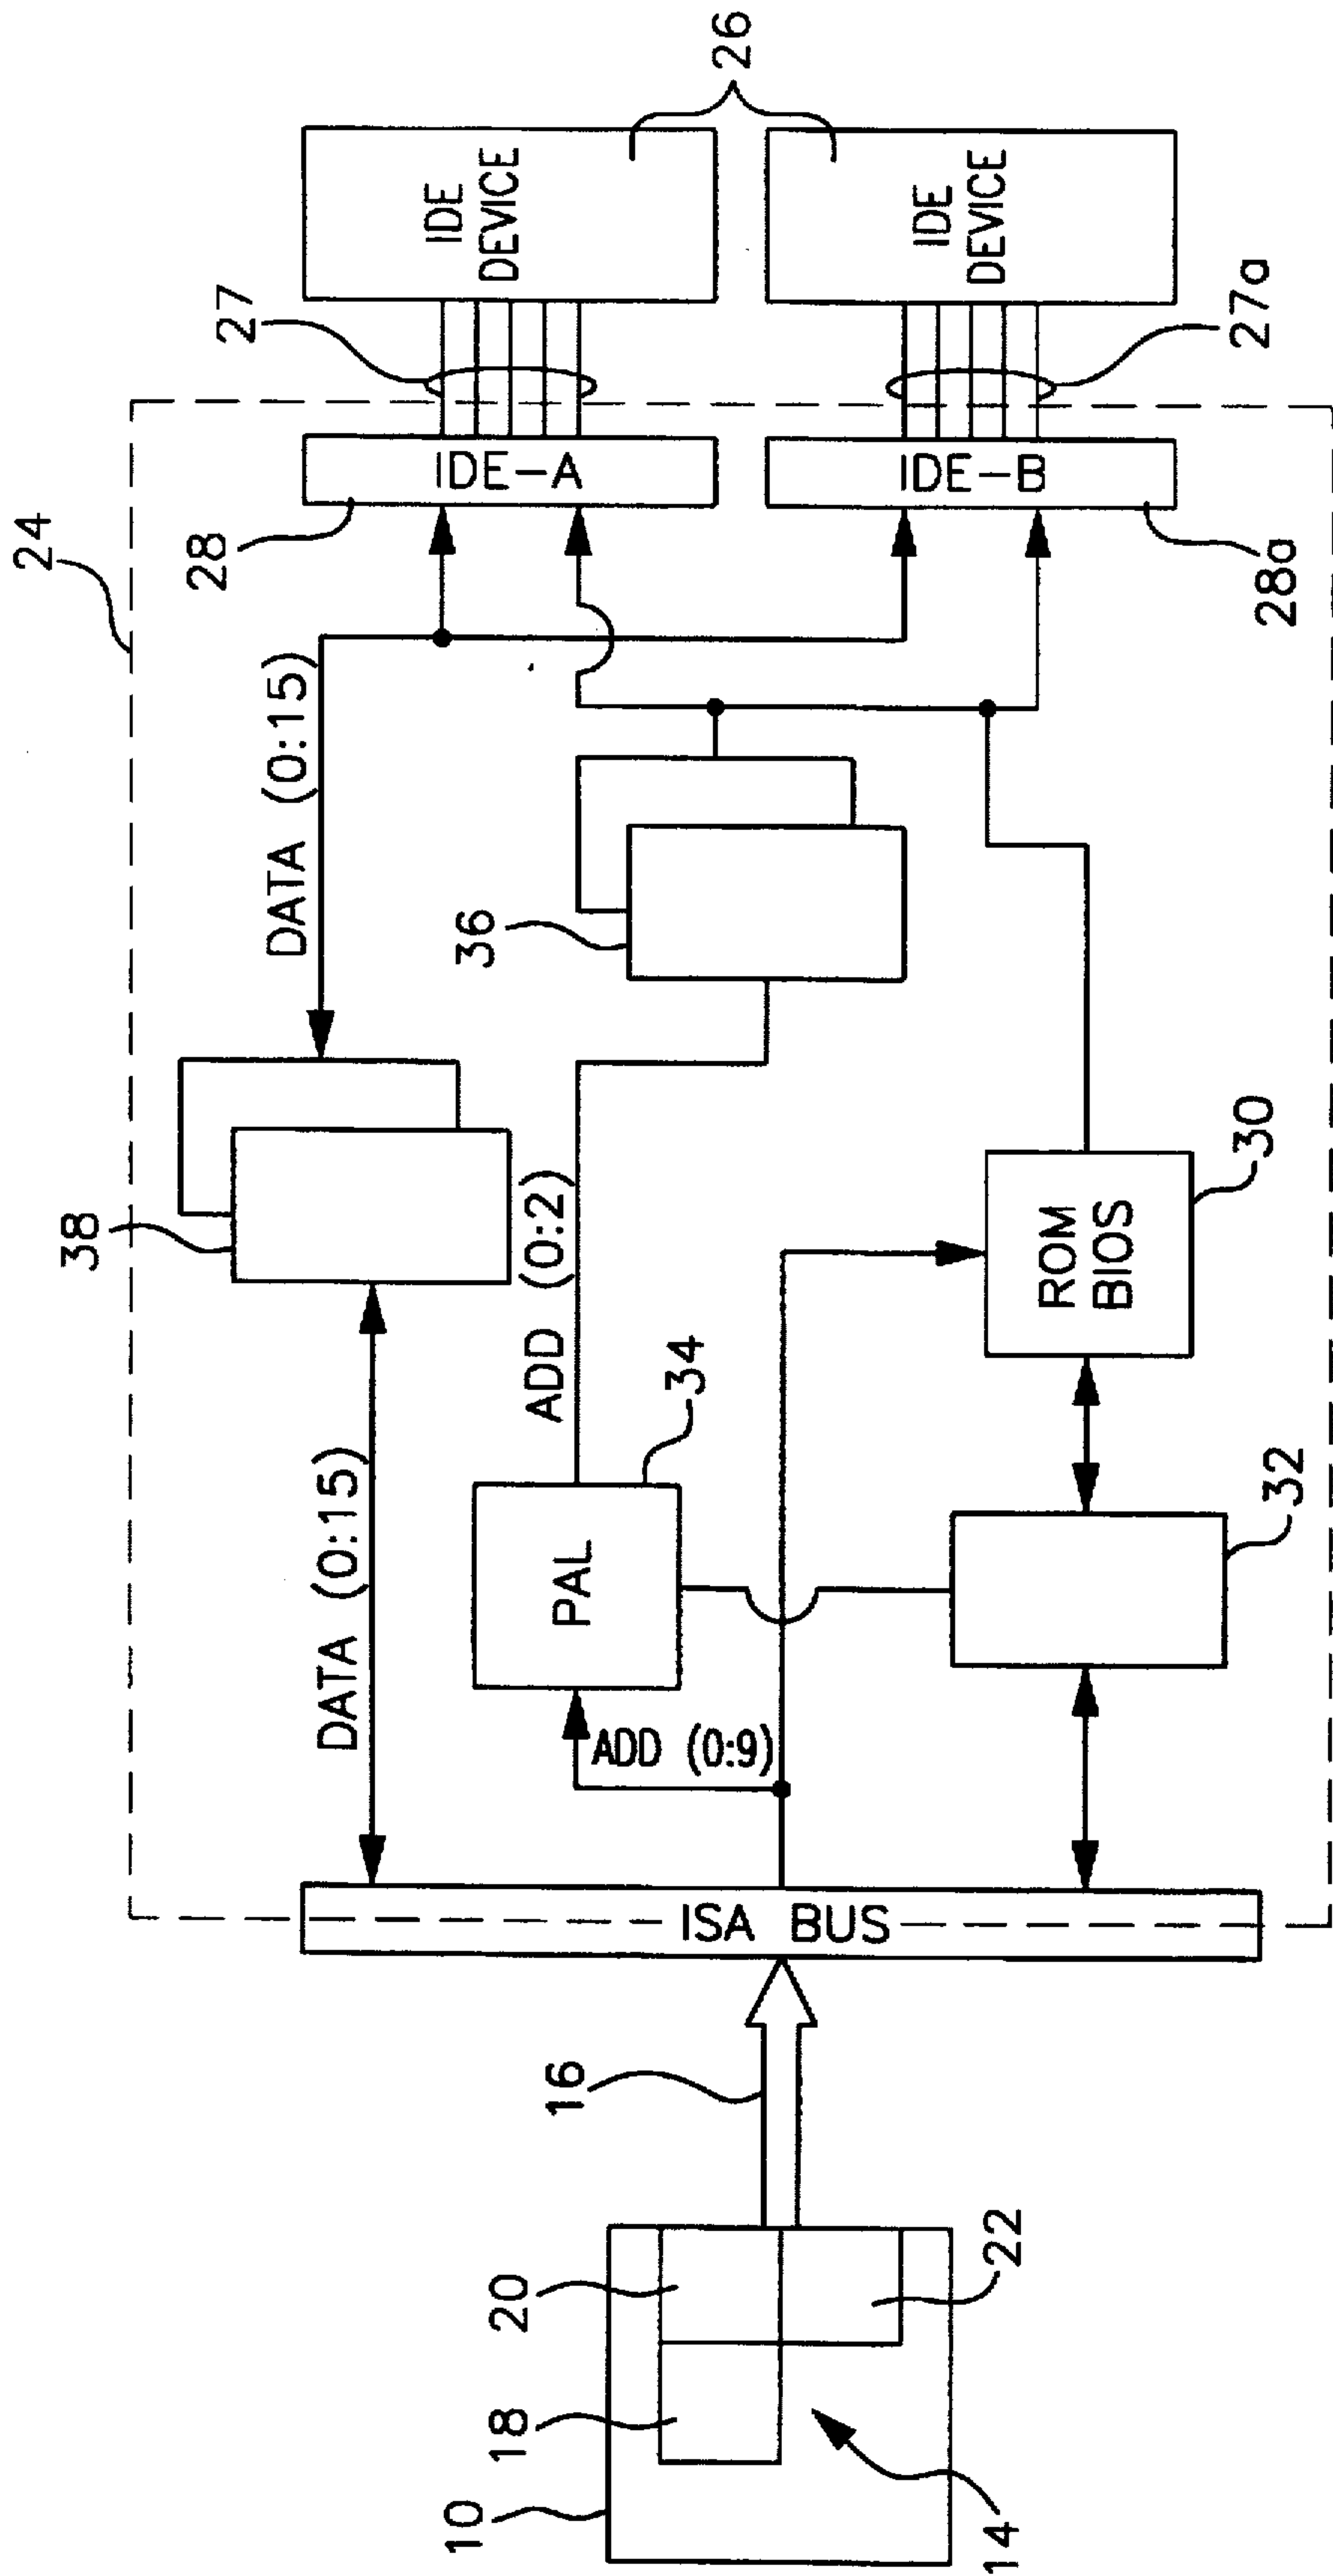 24
27
26
DATA (0:15)
28
IDE-A
IDE
DEVICE
38
DATA (0:15)
36
ADD (0:2)
IDE-B
IDE
DEVICE
28a
27a
PAL
34
ADD (0:9)
ROM
BIOS
30
32
ISA BUS
16
10
18
20
22
14